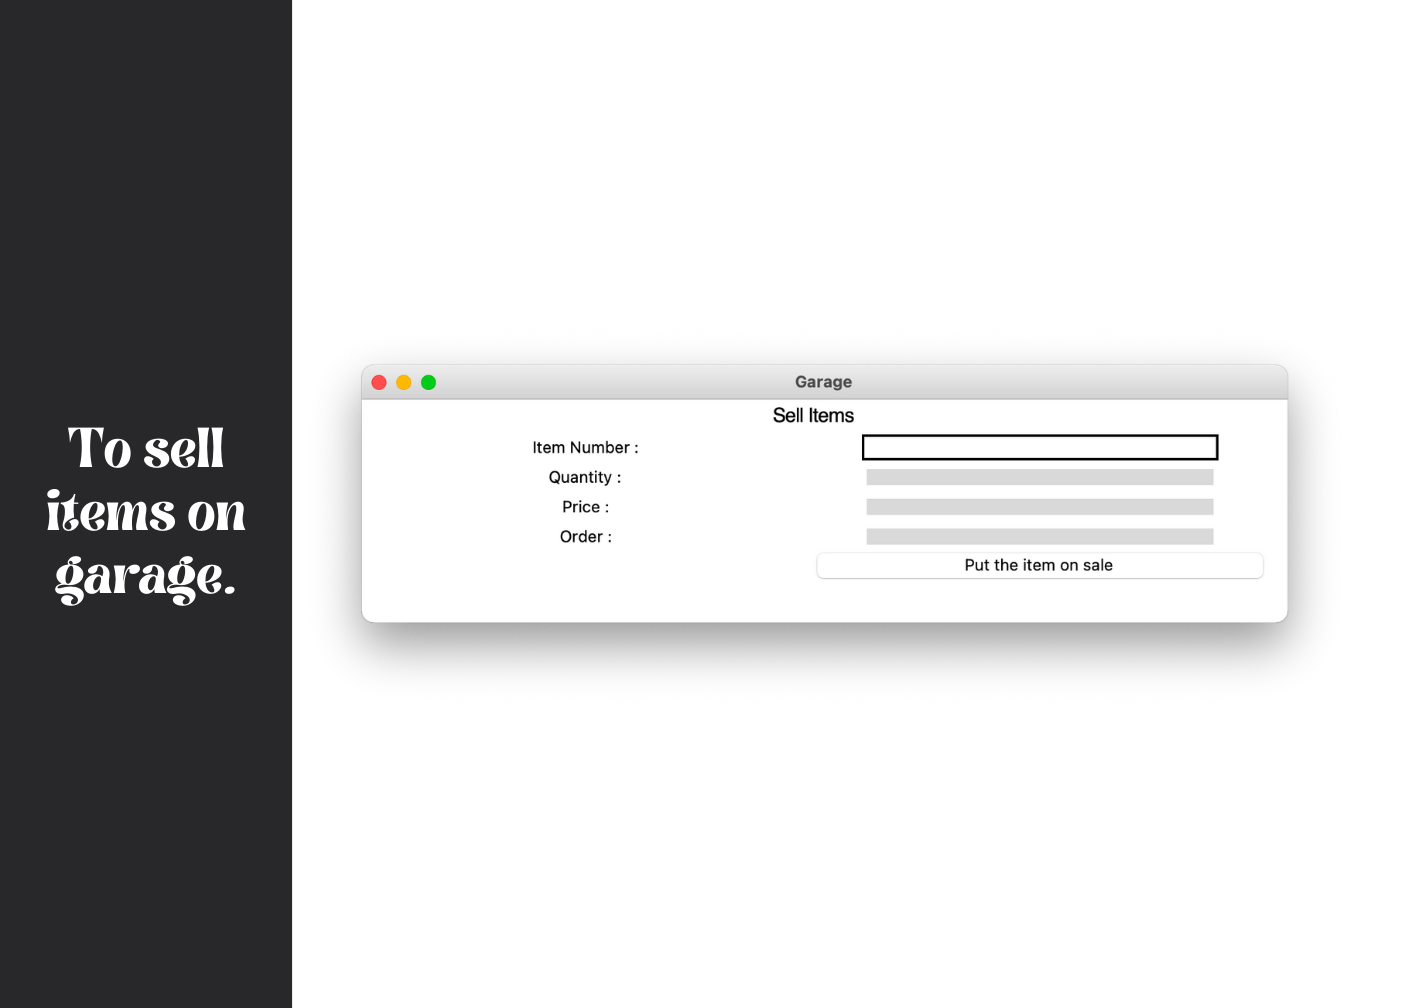 To sell
items on
garage.
Garage
Sell Items
Item Number :
Quantity :
Price :
Order :
Put the item on sale